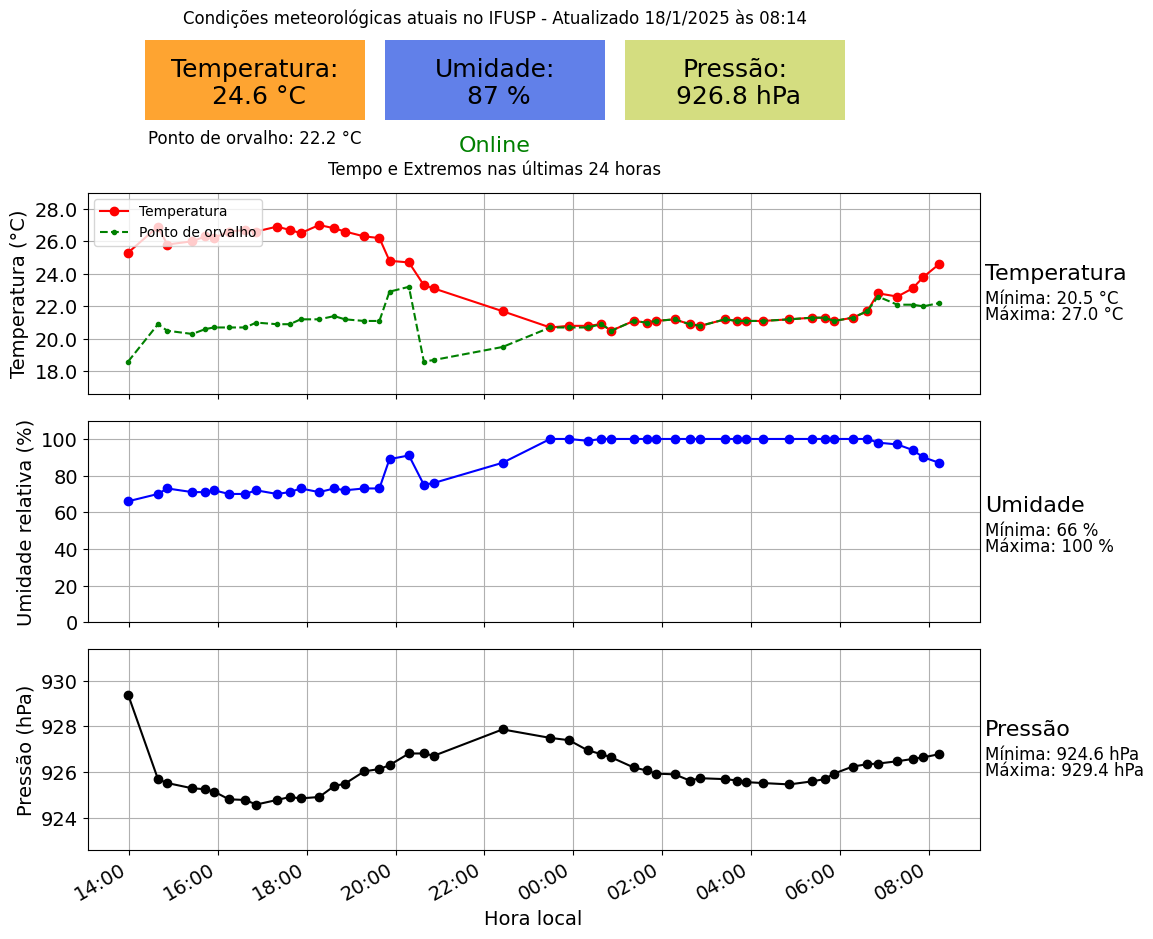 Condições meteorológicas atuais no IFUSP - Atualizado 18/1/2025 às 08:14
Temperatura:
24.6 °C
Umidade:
87 %
Pressão:
926.8 hPa
Ponto de orvalho: 22.2 °C
Online
Tempo e Extremos nas últimas 24 horas
Temperatura (°C)
28.0
26.0
24.0
22.0
20.0
18.0
Temperatura
Ponto de orvalho
Temperatura
Mínima: 20.5 °C
Máxima: 27.0 °C
Umidade relativa (%)
100
80
60
40
20
0
Umidade
Mínima: 66 %
Máxima: 100 %
Pressão (hPa)
930
928
926
924
Pressão
Mínima: 924.6 hPa
Máxima: 929.4 hPa
14:00
16:00
18:00
20:00
22:00
00:00
02:00
04:00
06:00
08:00
Hora local